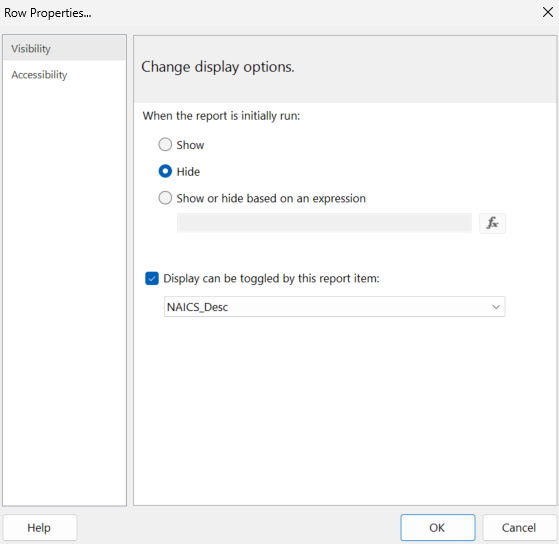 Row Properties...
Visibility
Accessibility
Change display options.
When the report is initially run:
Show
Hide
Show or hide based on an expression
fx
Display can be toggled by this report item:
NAICS_Desc
Help
OK
Cancel